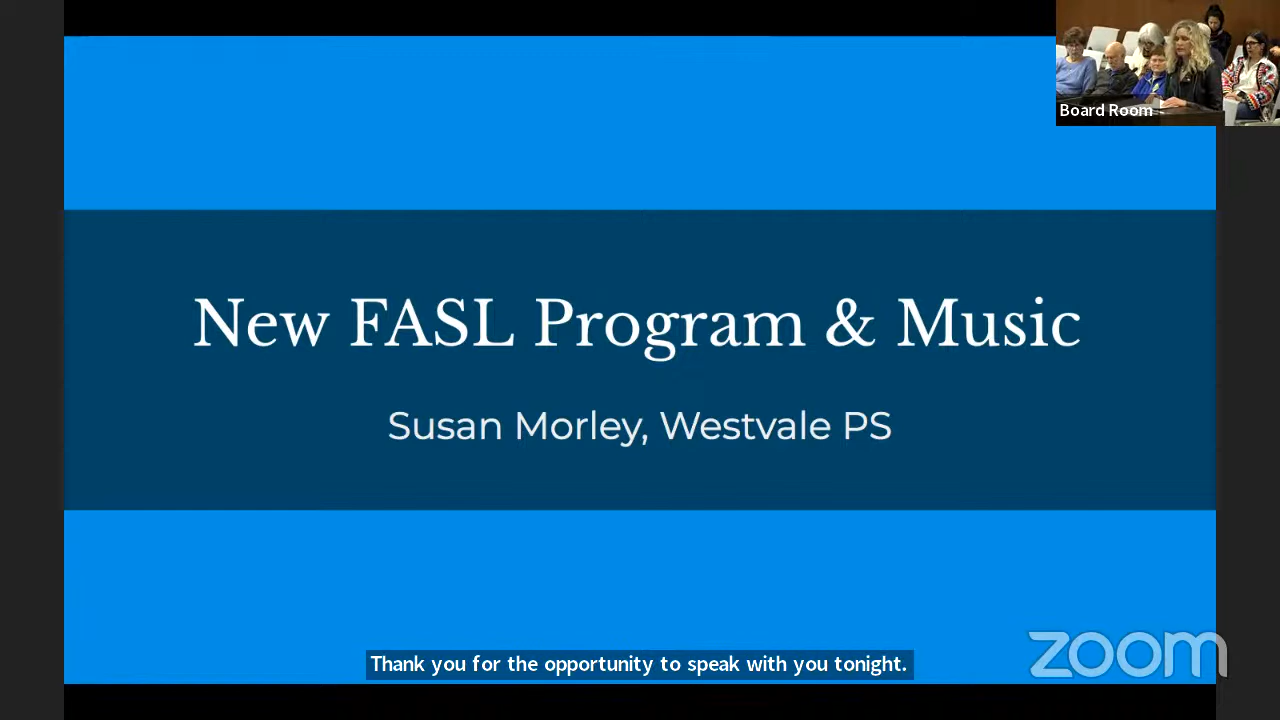 Board Room
New FASL Program & Music
Susan Morley, Westvale PS
Thank you for the opportunity to speak with you tonight.
zoom